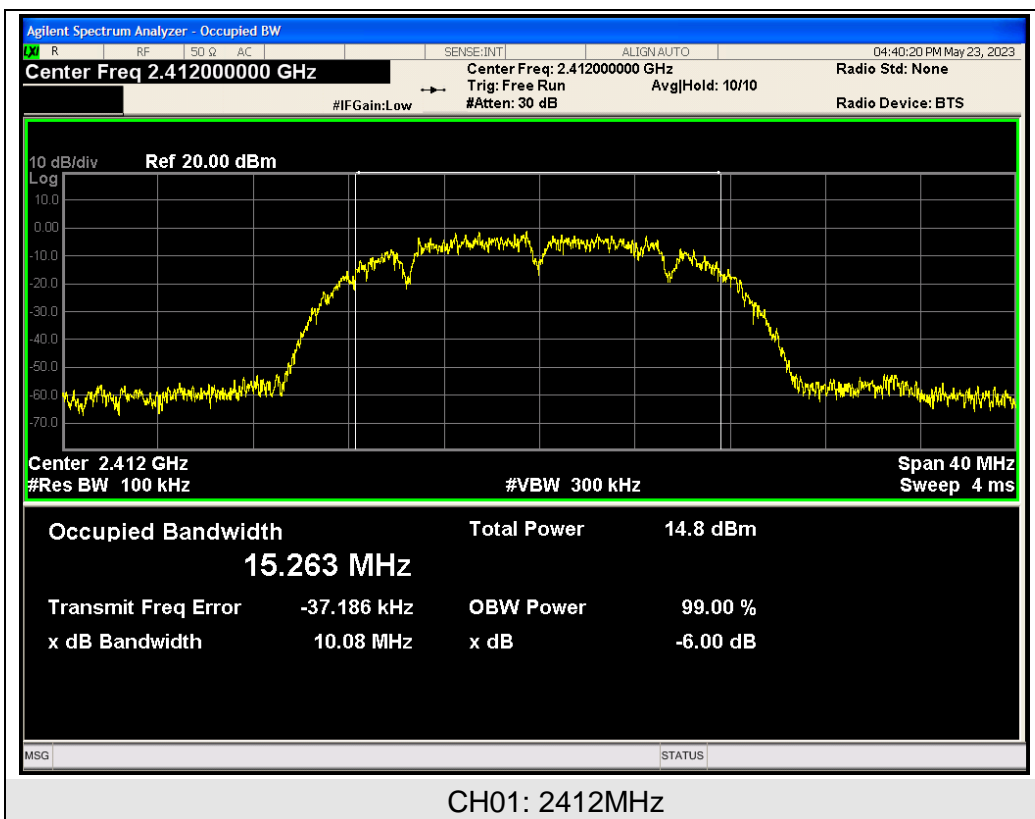 Agilent Spectrum Analyzer - Occupied BW
LXI R RF 50 Ω AC SENSE:INT ALIGN AUTO 04:40:20 PM May 23, 2023
Center Freq 2.412000000 GHz Center Freq: 2.412000000 GHz Radio Std: None
Trig: Free Run Avg|Hold: 10/10
#IFGain:Low #Atten: 30 dB Radio Device: BTS
10 dB/div Ref 20.00 dBm
Log
10.0
0.00
-10.0
-20.0
-30.0
-40.0
-50.0
-60.0
-70.0
Center 2.412 GHz Span 40 MHz
#Res BW 100 kHz #VBW 300 kHz Sweep 4 ms
Occupied Bandwidth Total Power 14.8 dBm
15.263 MHz
Transmit Freq Error -37.186 kHz OBW Power 99.00 %
x dB Bandwidth 10.08 MHz x dB -6.00 dB
MSG STATUS
CH01: 2412MHz